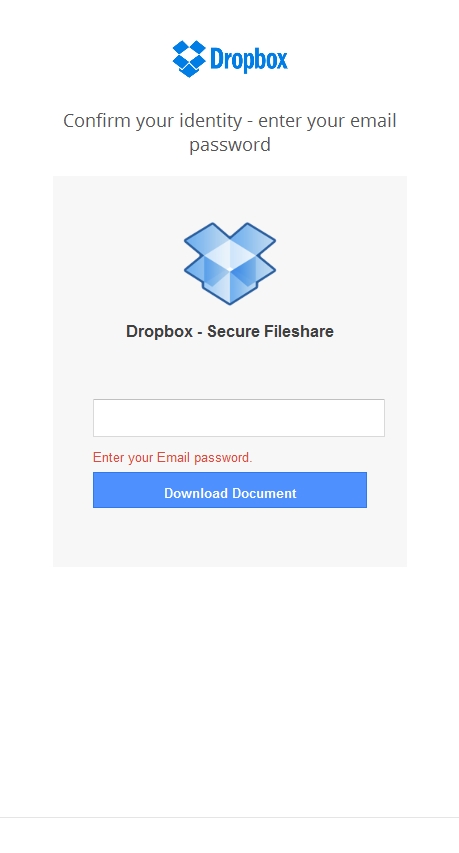 Dropbox
Confirm your identity - enter your email
password
Dropbox - Secure Fileshare
Enter your Email password.
Download Document